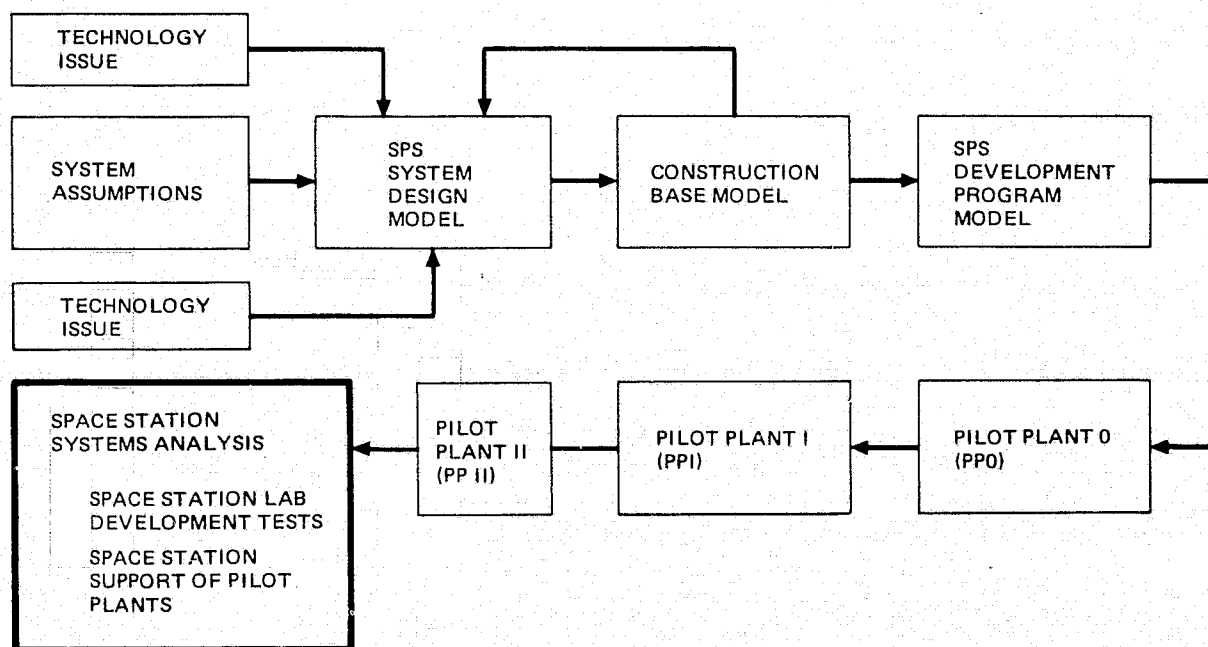 TECHNOLOGY
ISSUE
SYSTEM
ASSUMPTIONS
SPS
SYSTEM
DESIGN
MODEL
CONSTRUCTION
BASE MODEL
SPS
DEVELOPMENT
PROGRAM
MODEL
TECHNOLOGY
ISSUE
SPACE STATION
SYSTEMS ANALYSIS
SPACE STATION LAB
DEVELOPMENT TESTS
SPACE STATION
SUPPORT OF PILOT
PLANTS
PILOT
PLANT II
(PP II)
PILOT PLANT I
(PPI)
PILOT PLANT 0
(PP0)